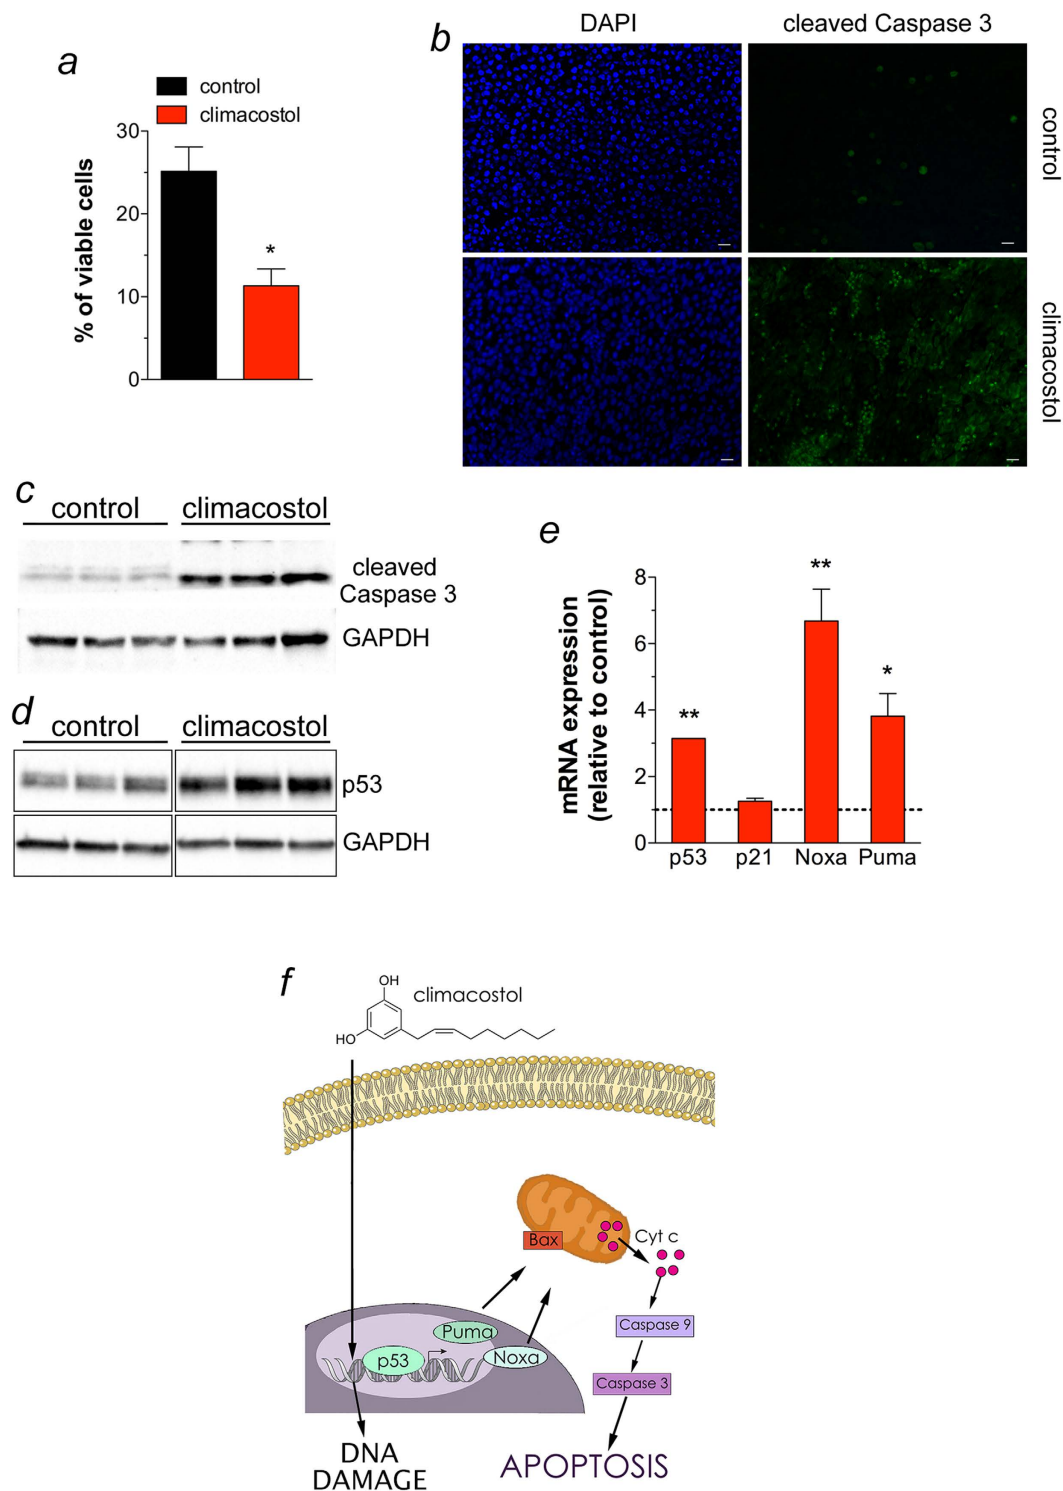 a
control
climacostol
% of viable cells
30
20
10
0
*
b
DAPI
cleaved Caspase 3
control
climacostol
c
control
climacostol
cleaved
Caspase 3
GAPDH
d
control
climacostol
p53
GAPDH
e
mRNA expression
(relative to control)
8
6
4
2
0
**
**
*
p53
p21
Noxa
Puma
f
OH
HO
climacostol
Bax
Cyt c
Caspase 9
Caspase 3
APOPTOSIS
Puma
Noxa
p53
DNA
DAMAGE